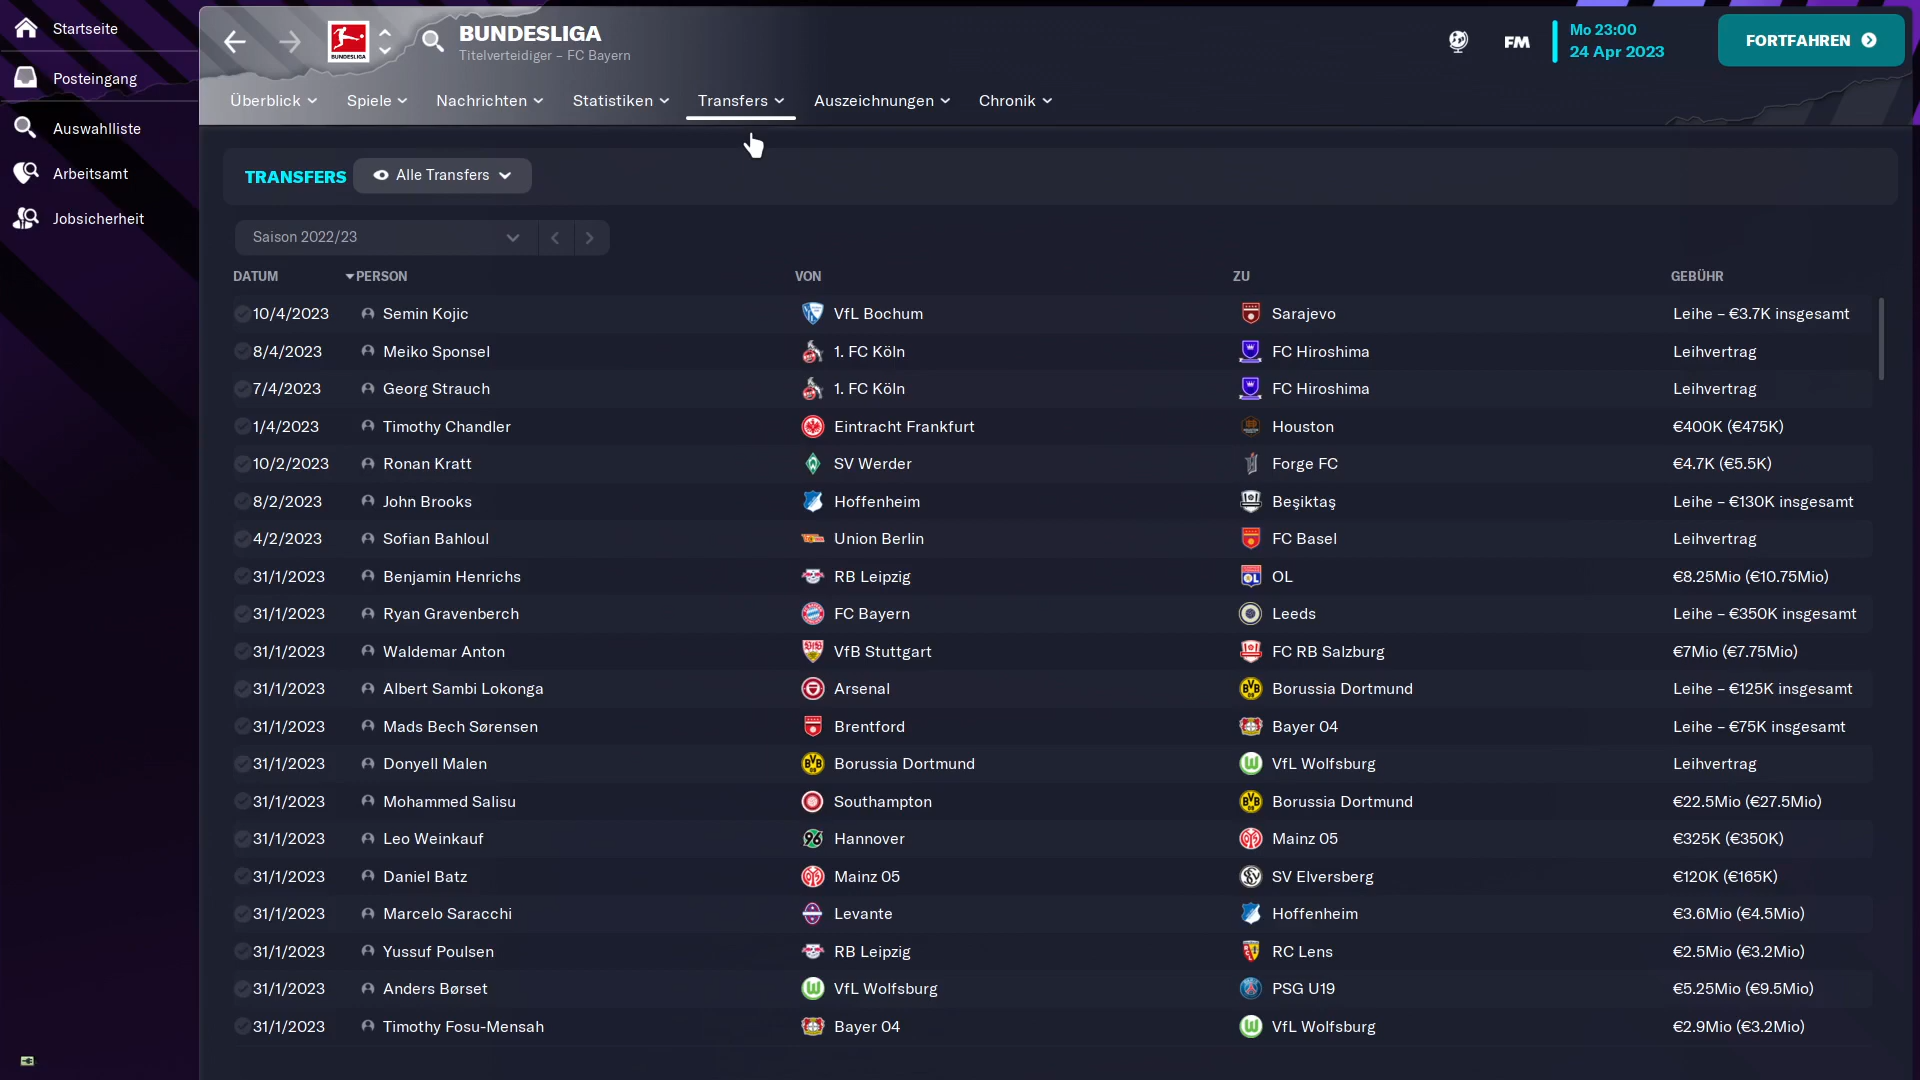 Startseite
Posteingang
Auswahlliste
Arbeitsamt
Jobsicherheit
BUNDESLIGA
BUNDESLIGA
Titelverteidiger – FC Bayern
FM
Mo 23:00
24 Apr 2023
FORTFAHREN
Überblick Spiele Nachrichten Statistiken Transfers Auszeichnungen Chronik
TRANSFERS Alle Transfers
Saison 2022/23
DATUM PERSON VON ZU GEBÜHR
10/4/2023 Semin Kojic VfL Bochum Sarajevo Leihe – €3.7K insgesamt
8/4/2023 Meiko Sponsel 1. FC Köln FC Hiroshima Leihvertrag
7/4/2023 Georg Strauch 1. FC Köln FC Hiroshima Leihvertrag
1/4/2023 Timothy Chandler Eintracht Frankfurt Houston €400K (€475K)
10/2/2023 Ronan Kratt SV Werder Forge FC €4.7K (€5.5K)
8/2/2023 John Brooks Hoffenheim Beşiktaş Leihe – €130K insgesamt
4/2/2023 Sofian Bahloul Union Berlin FC Basel Leihvertrag
31/1/2023 Benjamin Henrichs RB Leipzig OL €8.25Mio (€10.75Mio)
31/1/2023 Ryan Gravenberch FC Bayern Leeds Leihe – €350K insgesamt
31/1/2023 Waldemar Anton VfB Stuttgart FC RB Salzburg €7Mio (€7.75Mio)
31/1/2023 Albert Sambi Lokonga Arsenal Borussia Dortmund Leihe – €125K insgesamt
31/1/2023 Mads Bech Sørensen Brentford Bayer 04 Leihe – €75K insgesamt
31/1/2023 Donyell Malen Borussia Dortmund VfL Wolfsburg Leihvertrag
31/1/2023 Mohammed Salisu Southampton Borussia Dortmund €22.5Mio (€27.5Mio)
31/1/2023 Leo Weinkauf Hannover Mainz 05 €325K (€350K)
31/1/2023 Daniel Batz Mainz 05 SV Elversberg €120K (€165K)
31/1/2023 Marcelo Saracchi Levante Hoffenheim €3.6Mio (€4.5Mio)
31/1/2023 Yussuf Poulsen RB Leipzig RC Lens €2.5Mio (€3.2Mio)
31/1/2023 Anders Børset VfL Wolfsburg PSG U19 €5.25Mio (€9.5Mio)
31/1/2023 Timothy Fosu-Mensah Bayer 04 VfL Wolfsburg €2.9Mio (€3.2Mio)